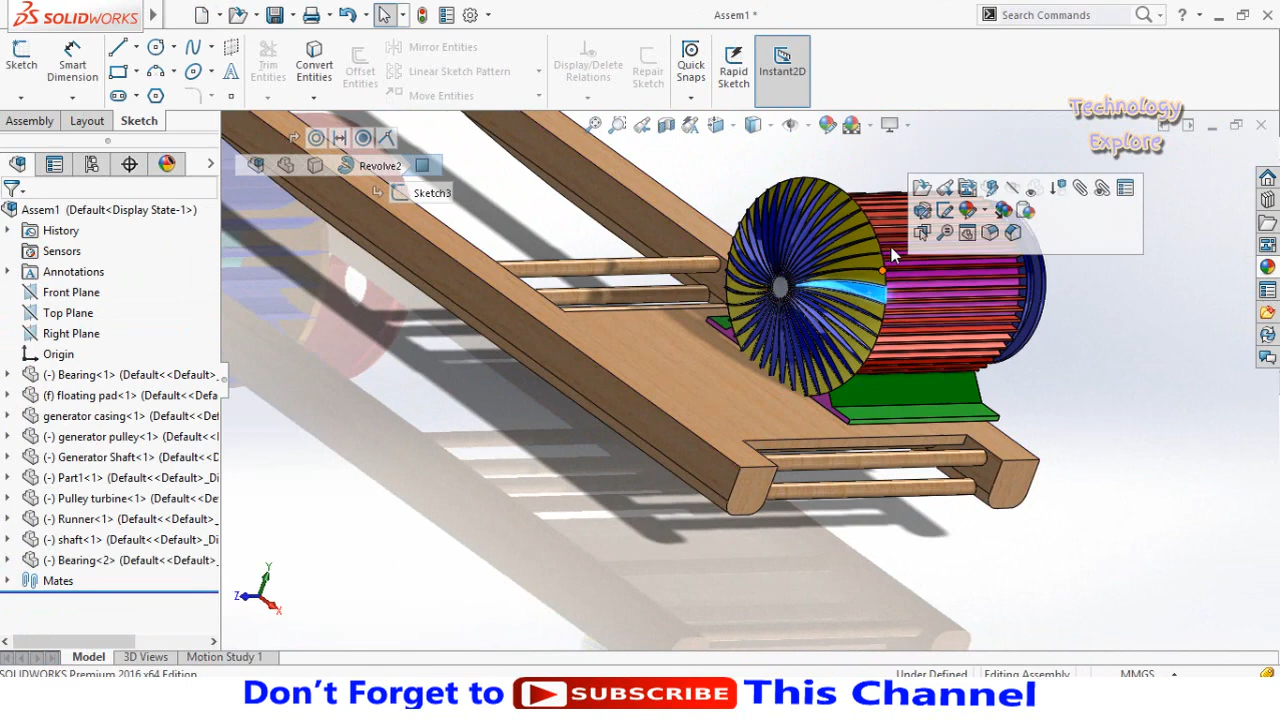 SOLIDWORKS
Assem1 *
Search Commands
?
Sketch
Smart Dimension
Trim Entities
Convert Entities
Offset Entities
Mirror Entities
Linear Sketch Pattern
Move Entities
Display/Delete Relations
Repair Sketch
Quick Snaps
Rapid Sketch
Instant2D
Assembly Layout Sketch
Technology
Explore
Revolve2
Sketch3
Assem1 (Default<Display State-1>)
History
Sensors
Annotations
Front Plane
Top Plane
Right Plane
Origin
(-) Bearing<1> (Default<<Default>_
(f) floating pad<1> (Default<<Defa
generator casing<1> (Default<<Def
(-) generator pulley<1> (Default<<
(-) Generator Shaft<1> (Default<<D
(-) Part1<1> (Default<<Default>_Di
(-) Pulley turbine<1> (Default<<De
(-) Runner<1> (Default<<Default>_
(-) shaft<1> (Default<<Default>_Di
(-) Bearing<2> (Default<<Default>_
Mates
Y
Z
X
Model 3D Views Motion Study 1
SOLIDWORKS Premium 2016 x64 Edition
Under Defined Editing Assembly MMGS
Don't Forget to SUBSCRIBE This Channel